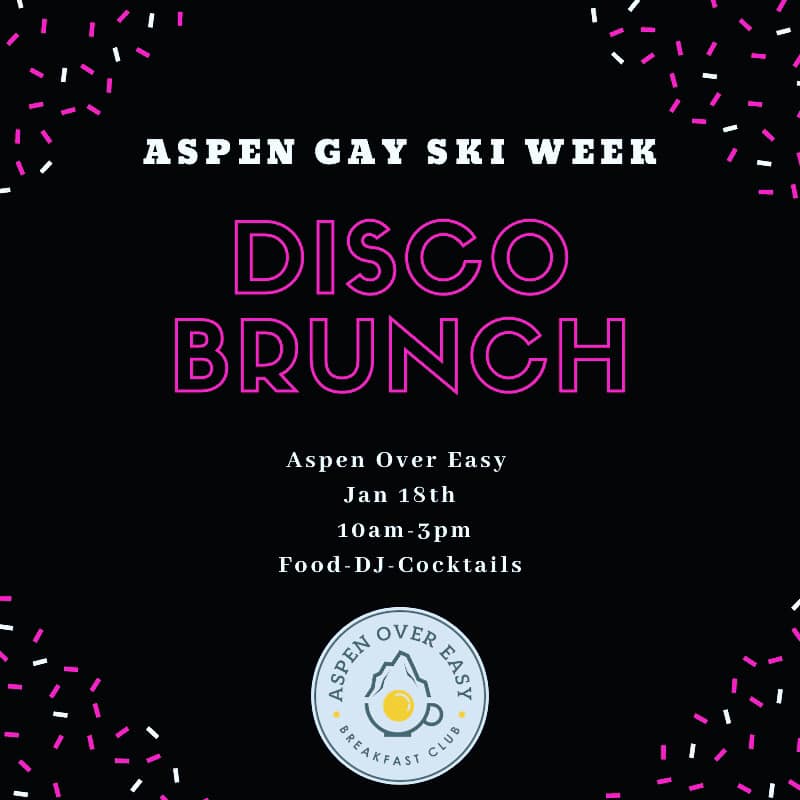 ASPEN GAY SKI WEEK
DISCO
BRUNCH
Aspen Over Easy
Jan 18th
10am-3pm
Food-DJ-Cocktails
ASPEN OVER EASY
BREAKFAST CLUB